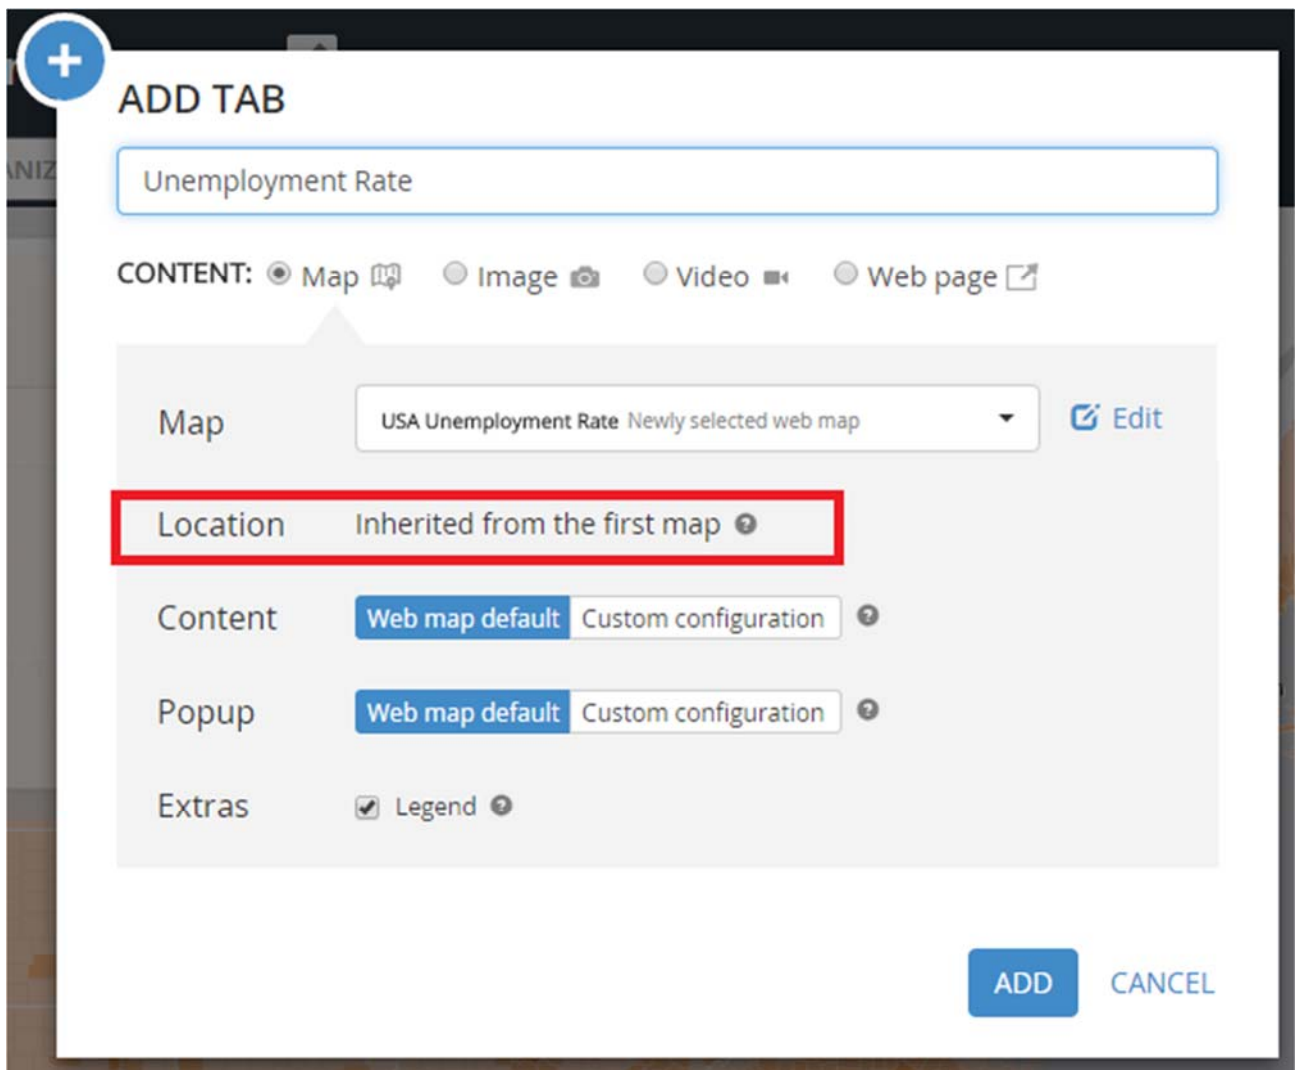 ADD TAB
Unemployment Rate
CONTENT: Map Image Video Web page
Map USA Unemployment Rate Newly selected web map Edit
Location Inherited from the first map
Content Web map default Custom configuration
Popup Web map default Custom configuration
Extras Legend
ADD CANCEL